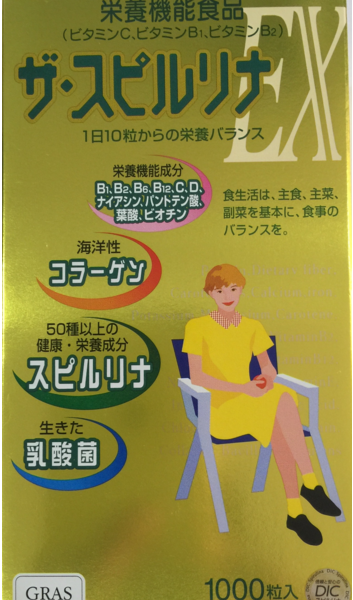 栄養機能食品
(ビタミンC、ビタミンB1、ビタミンB2)
ザ・スピルリナ
EX
1日10粒からの栄養バランス
栄養機能成分
B1、B2、B6、B12、C、D、
ナイアシン、パントテン酸、
葉酸、ビオチン
食生活は、主食、主菜、
副菜を基本に、食事の
バランスを。
海洋性
コラーゲン
50種以上の
健康・栄養成分
スピルリナ
生きた
乳酸菌
GRAS
1000粒入
DIC